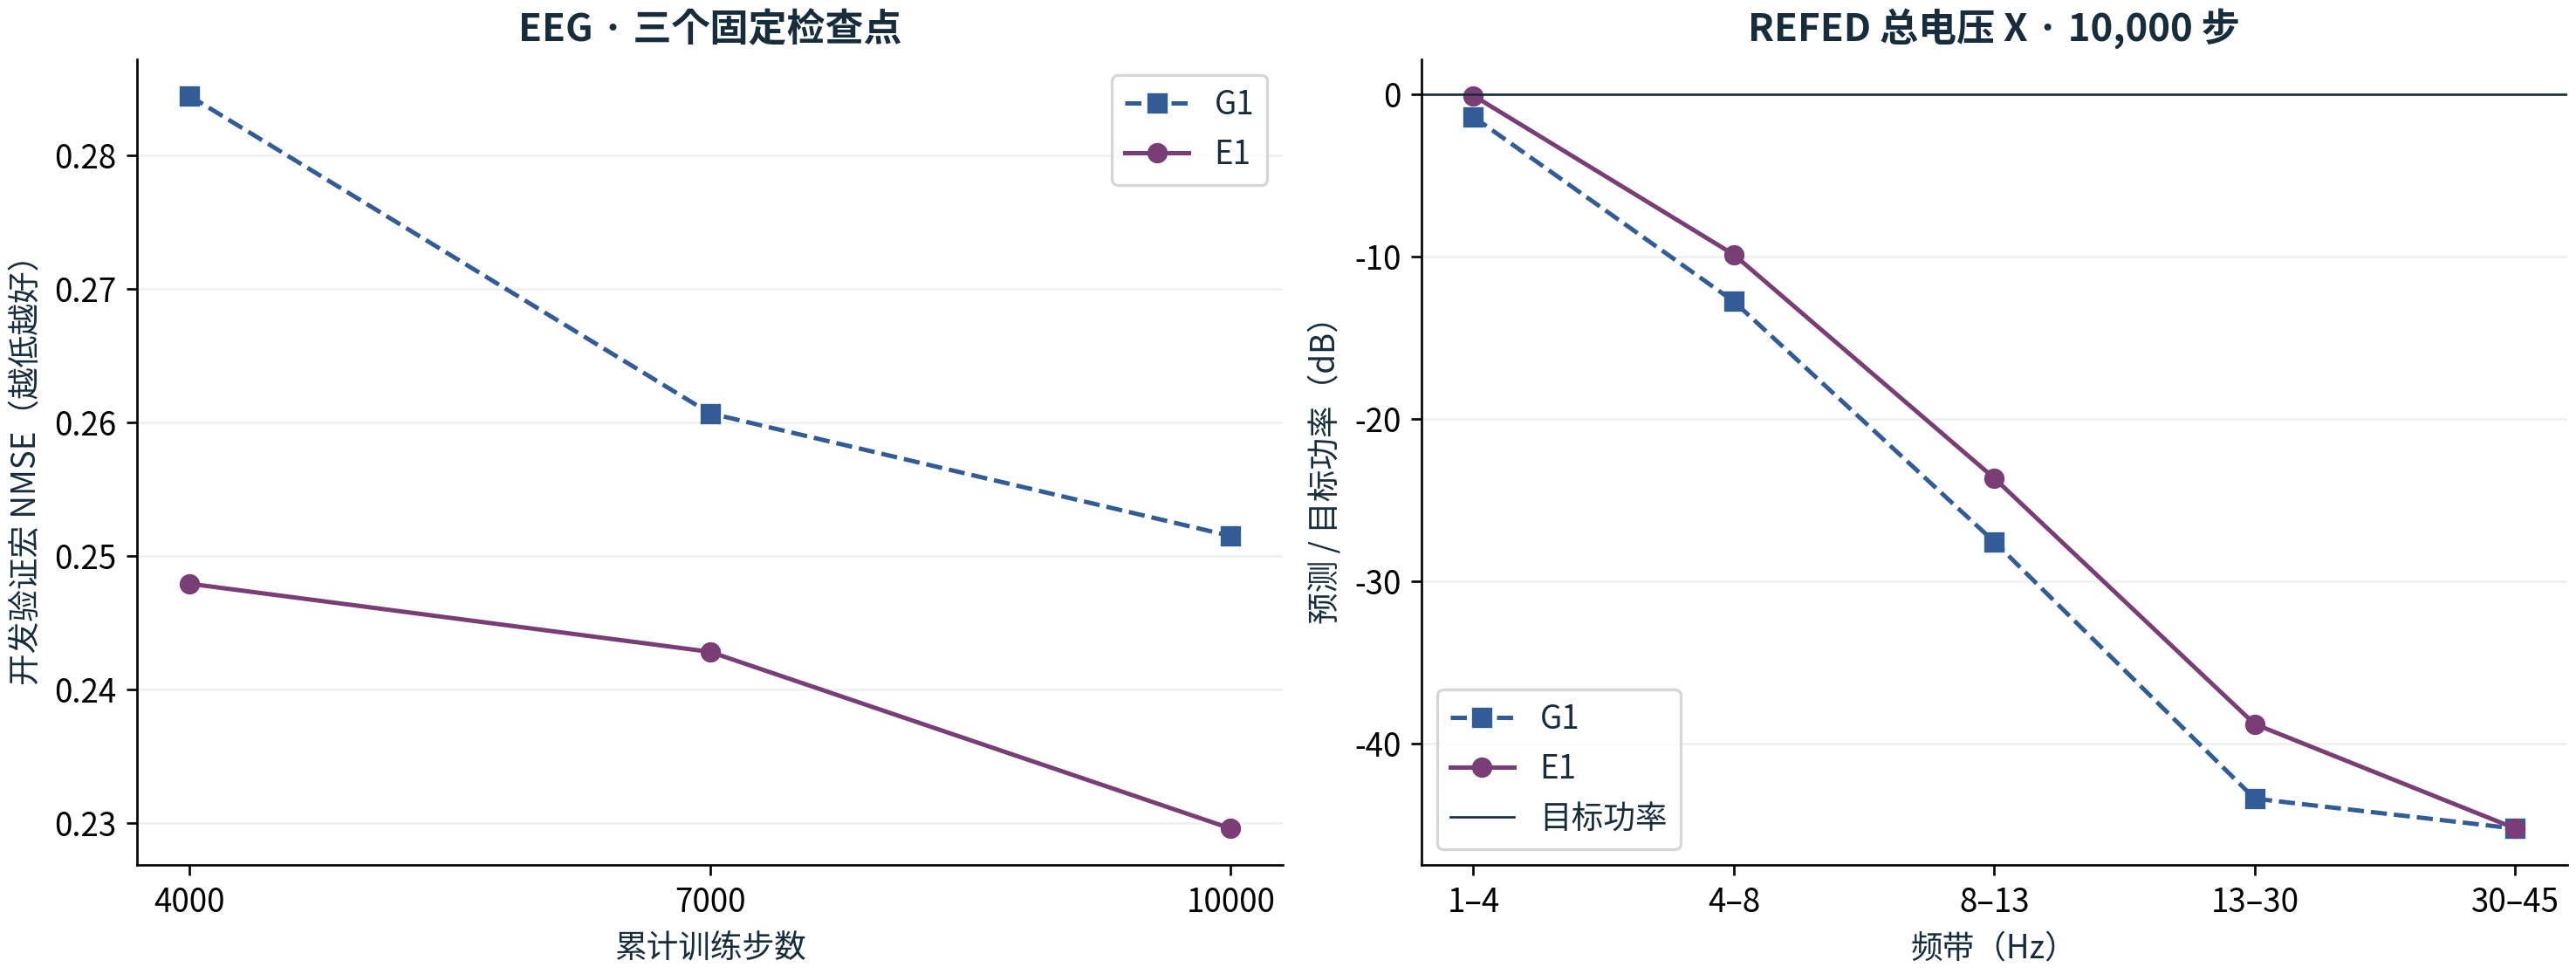 EEG · 三个固定检查点
开发验证宏 NMSE（越低越好）
0.28
0.27
0.26
0.25
0.24
0.23
G1
E1
4000
7000
10000
累计训练步数
REFED 总电压 X · 10,000 步
预测 / 目标功率（dB）
0
-10
-20
-30
-40
G1
E1
目标功率
1–4
4–8
8–13
13–30
30–45
频带（Hz）